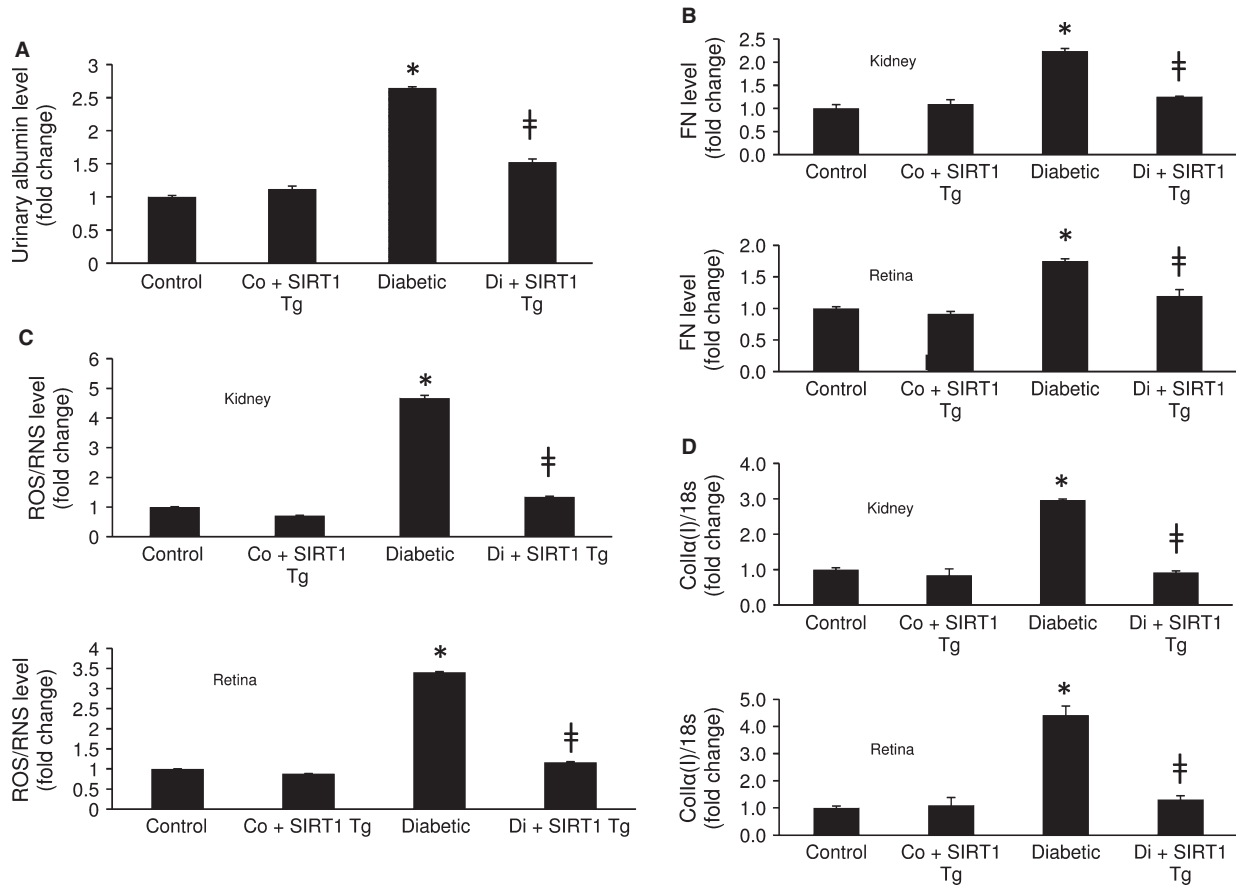 A
Urinary albumin level
(fold change)
3
2.5
2
1.5
1
0.5
0
*
ǂ
Control
Co + SIRT1
Tg
Diabetic
Di + SIRT1
Tg
B
FN level
(fold change)
2.5
2.0
1.5
1.0
0.5
0.0
Kidney
*
ǂ
Control
Co + SIRT1
Tg
Diabetic
Di + SIRT1
Tg
FN level
(fold change)
2.0
1.5
1.0
0.5
0.0
Retina
*
ǂ
Control
Co + SIRT1
Tg
Diabetic
Di + SIRT1
Tg
C
ROS/RNS level
(fold change)
6
5
4
3
2
1
0
Kidney
*
ǂ
Control
Co + SIRT1
Tg
Diabetic
Di + SIRT1 Tg
ROS/RNS level
(fold change)
4
3.5
3
2.5
2
1.5
1
0.5
0
Retina
*
ǂ
Control
Co + SIRT1 Tg
Diabetic
Di + SIRT1 Tg
D
ColIα(I)/18s
(fold change)
4.0
3.0
2.0
1.0
0.0
Kidney
*
ǂ
Control
Co + SIRT1
Tg
Diabetic
Di + SIRT1
Tg
ColIα(I)/18s
(fold change)
5.0
4.0
3.0
2.0
1.0
0.0
Retina
*
ǂ
Control
Co + SIRT1
Tg
Diabetic
Di + SIRT1
Tg